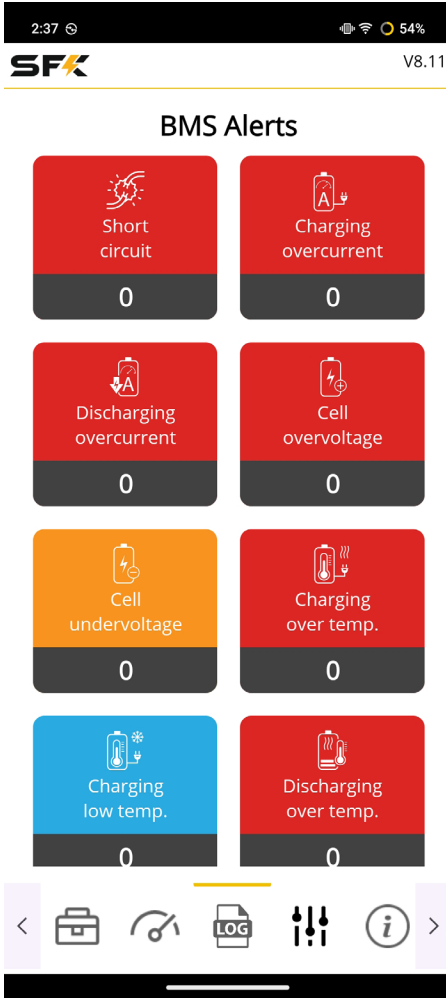 2:37
54%
SFK
V8.11
BMS Alerts
Short
circuit
0
A
Charging
overcurrent
0
A
Discharging
overcurrent
0
Cell
overvoltage
0
Cell
undervoltage
0
Charging
over temp.
0
Charging
low temp.
0
Discharging
over temp.
0
LOG
i